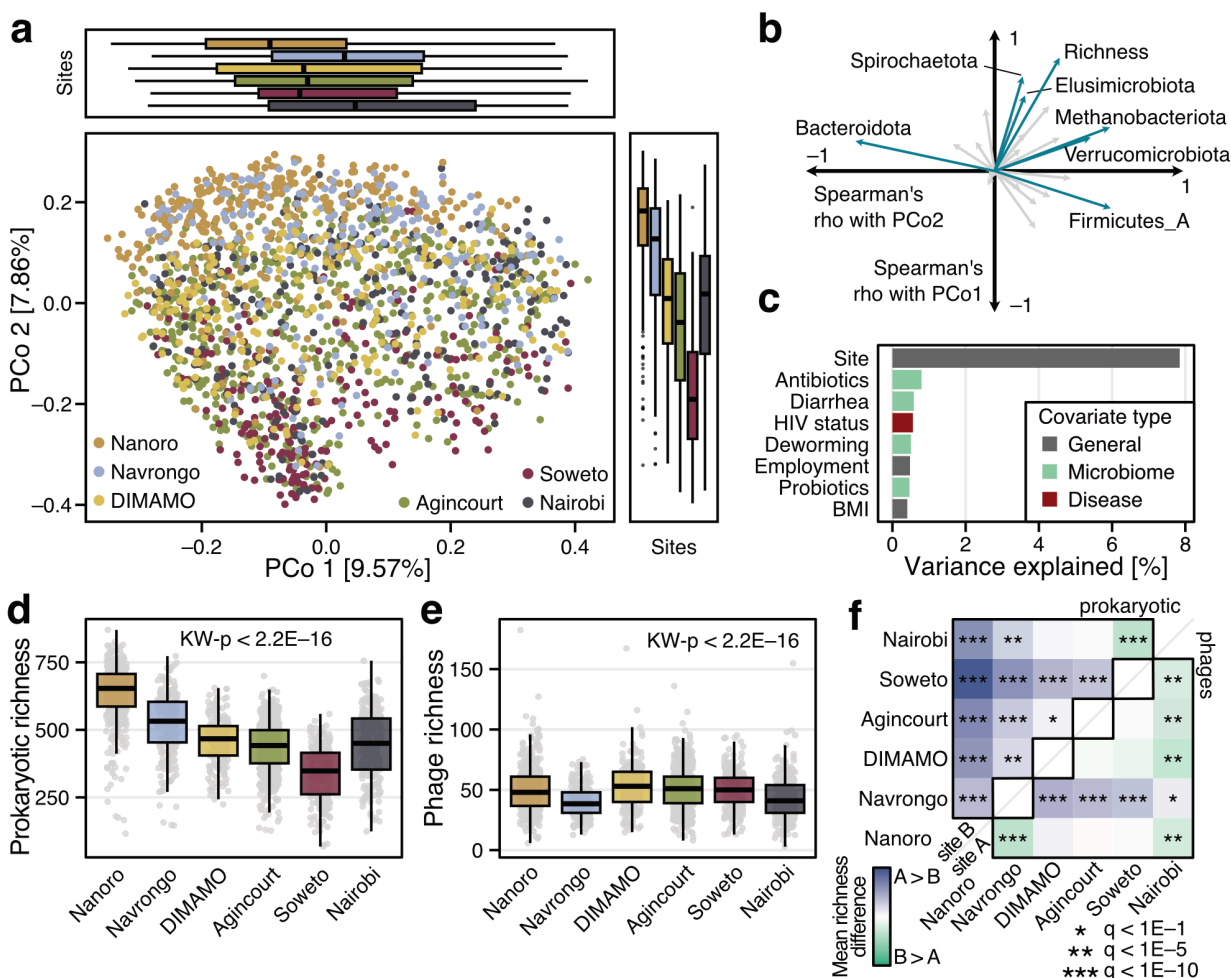 a
Sites
PCo 2 [7.86%]
0.2
0.0
−0.2
−0.4
Nanoro
Navrongo
DIMAMO
Agincourt
Soweto
Nairobi
−0.2
0.0
0.2
0.4
PCo 1 [9.57%]
Sites
b
1
Richness
Spirochaetota
Elusimicrobiota
Methanobacteriota
Bacteroidota
−1
Verrucomicrobiota
1
Spearman's
rho with PCo2
Firmicutes_A
Spearman's
rho with PCo1
−1
c
Site
Antibiotics
Diarrhea
HIV status
Deworming
Employment
Probiotics
BMI
Covariate type
General
Microbiome
Disease
0
2
4
6
8
Variance explained [%]
d
KW-p < 2.2E−16
Prokaryotic richness
750
500
250
Nanoro
Navrongo
DIMAMO
Agincourt
Soweto
Nairobi
e
KW-p < 2.2E−16
Phage richness
150
100
50
0
Nanoro
Navrongo
DIMAMO
Agincourt
Soweto
Nairobi
f
prokaryotic
phages
Nairobi *** ** ***
Soweto *** *** *** *** **
Agincourt *** *** * **
DIMAMO *** ** **
Navrongo *** *** *** *** *
Nanoro *** **
site B
site A
Nanoro
Navrongo
DIMAMO
Agincourt
Soweto
Nairobi
Mean richness
difference
A > B
B > A
* q < 1E−1
** q < 1E−5
*** q < 1E−10